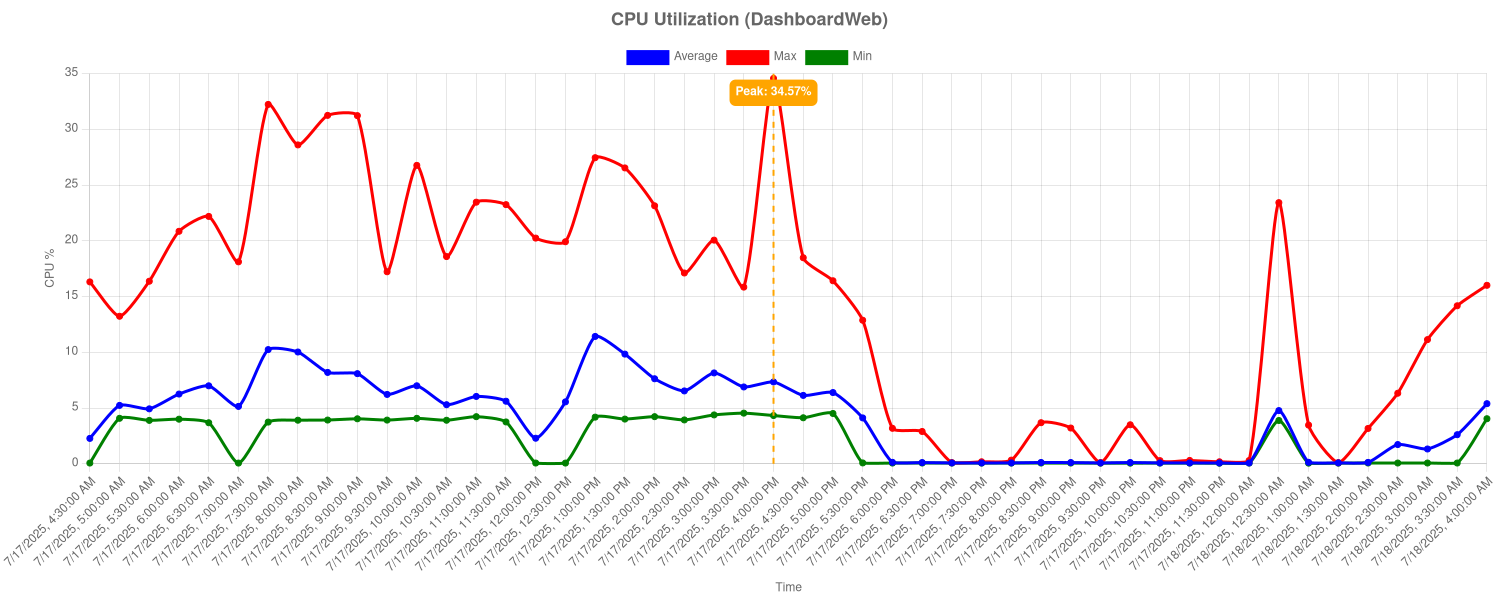 CPU Utilization (DashboardWeb)
Average Max Min
35
Peak: 34.57%
30
25
20
CPU %
15
10
5
0
7/17/2025, 4:30:00 AM
7/17/2025, 5:00:00 AM
7/17/2025, 5:30:00 AM
7/17/2025, 6:00:00 AM
7/17/2025, 6:30:00 AM
7/17/2025, 7:00:00 AM
7/17/2025, 7:30:00 AM
7/17/2025, 8:00:00 AM
7/17/2025, 8:30:00 AM
7/17/2025, 9:00:00 AM
7/17/2025, 9:30:00 AM
7/17/2025, 10:00:00 AM
7/17/2025, 10:30:00 AM
7/17/2025, 11:00:00 AM
7/17/2025, 11:30:00 AM
7/17/2025, 12:00:00 PM
7/17/2025, 12:30:00 PM
7/17/2025, 1:00:00 PM
7/17/2025, 1:30:00 PM
7/17/2025, 2:00:00 PM
7/17/2025, 2:30:00 PM
7/17/2025, 3:00:00 PM
7/17/2025, 3:30:00 PM
7/17/2025, 4:00:00 PM
7/17/2025, 4:30:00 PM
7/17/2025, 5:00:00 PM
7/17/2025, 5:30:00 PM
7/17/2025, 6:00:00 PM
7/17/2025, 6:30:00 PM
7/17/2025, 7:00:00 PM
7/17/2025, 7:30:00 PM
7/17/2025, 8:00:00 PM
7/17/2025, 8:30:00 PM
7/17/2025, 9:00:00 PM
7/17/2025, 9:30:00 PM
7/17/2025, 10:00:00 PM
7/17/2025, 10:30:00 PM
7/17/2025, 11:00:00 PM
7/17/2025, 11:30:00 PM
7/18/2025, 12:00:00 AM
7/18/2025, 12:30:00 AM
7/18/2025, 1:00:00 AM
7/18/2025, 1:30:00 AM
7/18/2025, 2:00:00 AM
7/18/2025, 2:30:00 AM
7/18/2025, 3:00:00 AM
7/18/2025, 3:30:00 AM
7/18/2025, 4:00:00 AM
Time